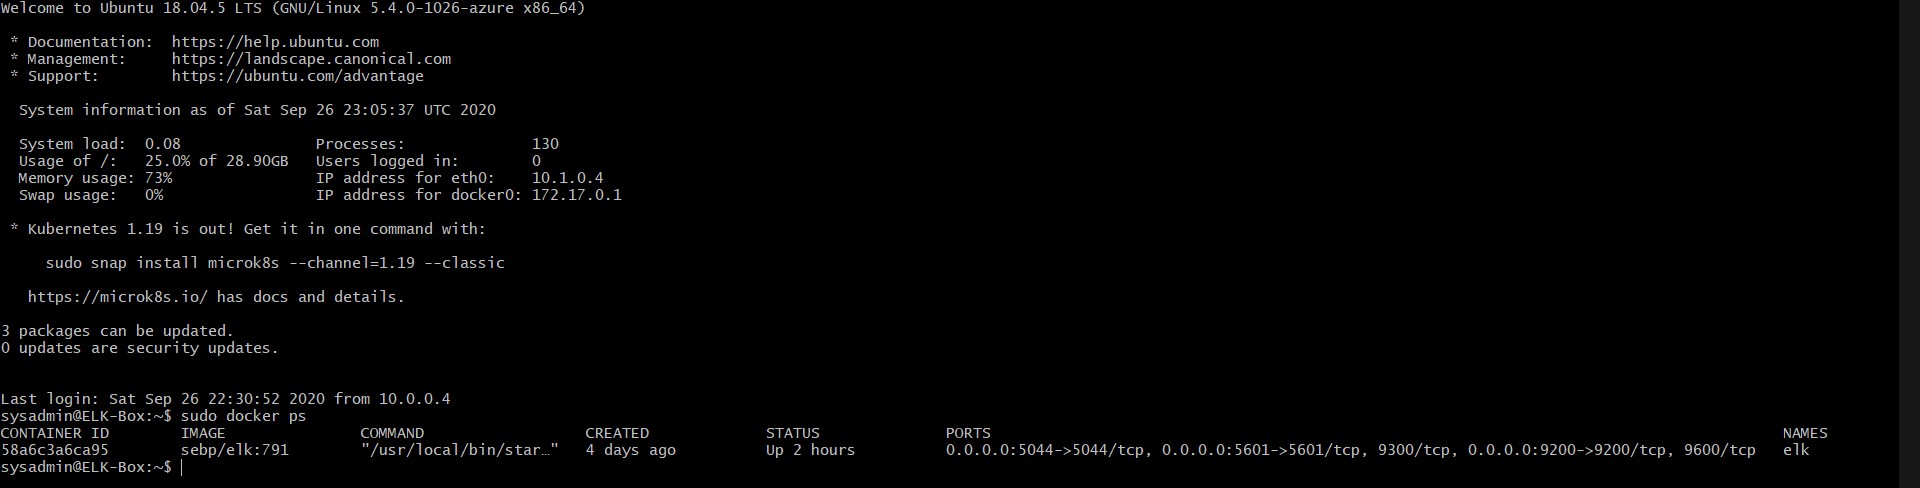 Welcome to Ubuntu 18.04.5 LTS (GNU/Linux 5.4.0-1026-azure x86_64)
* Documentation:  https://help.ubuntu.com
* Management:     https://landscape.canonical.com
* Support:        https://ubuntu.com/advantage
System information as of Sat Sep 26 23:05:37 UTC 2020
System load:  0.08               Processes:              130
Usage of /:   25.0% of 28.90GB   Users logged in:        0
Memory usage: 73%                IP address for eth0:    10.1.0.4
Swap usage:   0%                 IP address for docker0: 172.17.0.1
* Kubernetes 1.19 is out! Get it in one command with:
sudo snap install microk8s --channel=1.19 --classic
https://microk8s.io/ has docs and details.
3 packages can be updated.
0 updates are security updates.
Last login: Sat Sep 26 22:30:52 2020 from 10.0.0.4
sysadmin@ELK-Box:~$ sudo docker ps
CONTAINER ID        IMAGE               COMMAND                  CREATED             STATUS              PORTS                                                                                        NAMES
58a6c3a6ca95        sebp/elk:791        "/usr/local/bin/star…"   4 days ago          Up 2 hours          0.0.0.0:5044->5044/tcp, 0.0.0.0:5601->5601/tcp, 9300/tcp, 0.0.0.0:9200->9200/tcp, 9600/tcp   elk
sysadmin@ELK-Box:~$